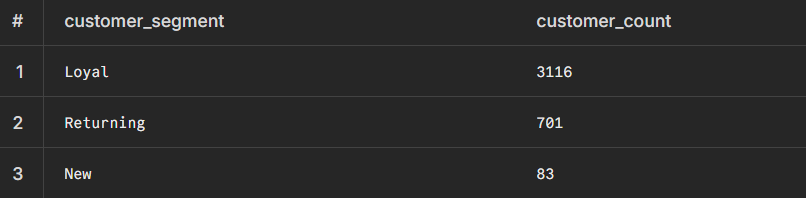 # customer_segment customer_count
1 Loyal 3116
2 Returning 701
3 New 83